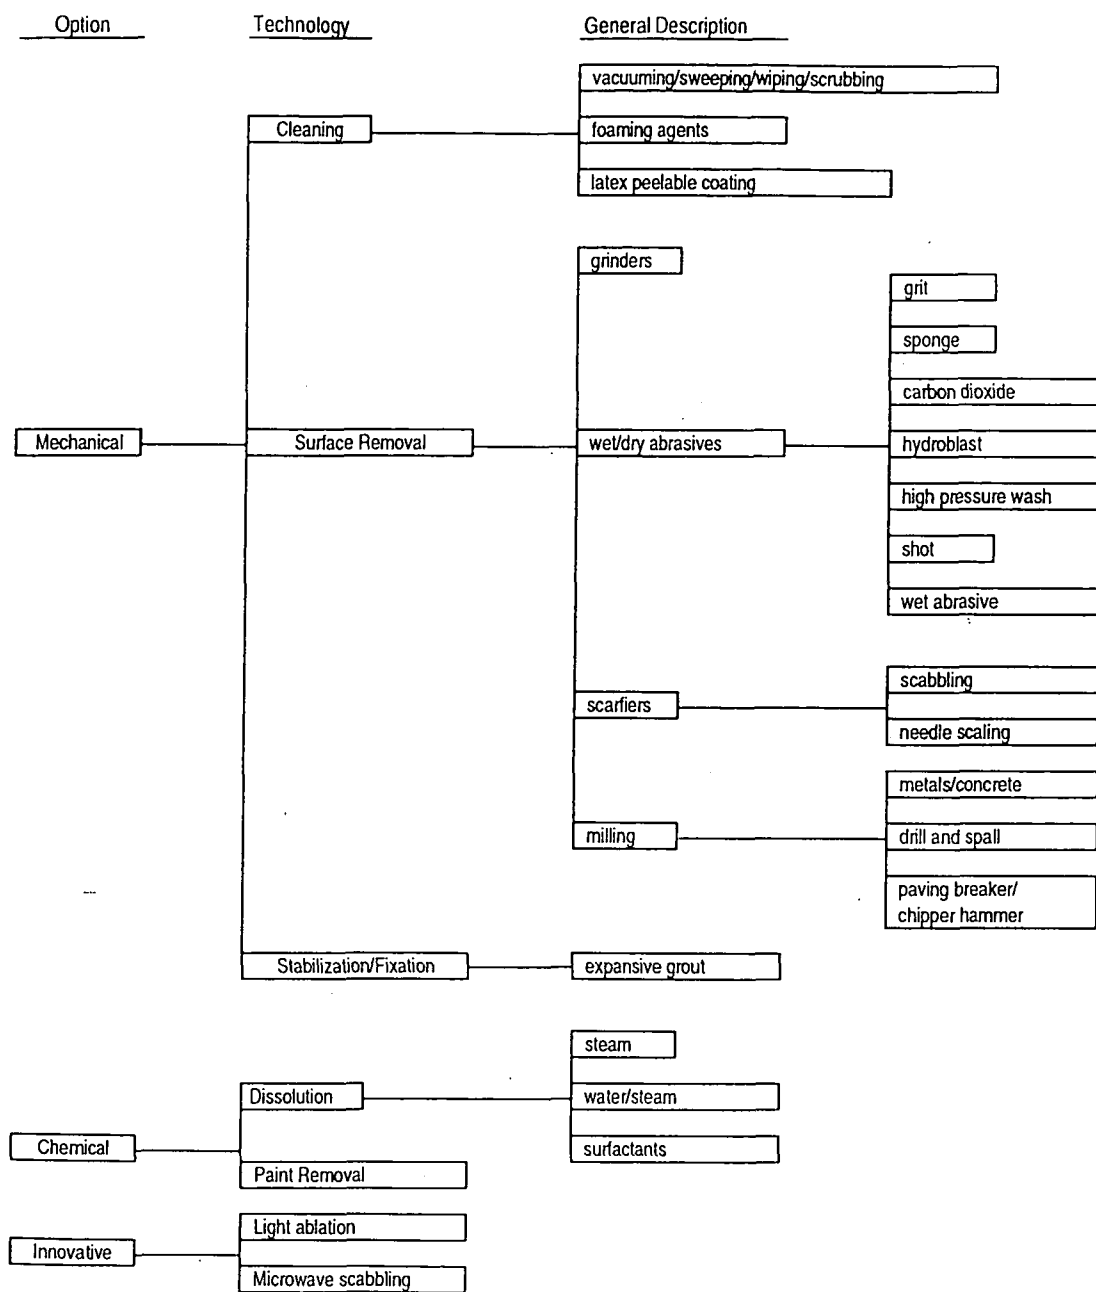 Option Technology General Description
vacuuming/sweeping/wiping/scrubbing
Cleaning foaming agents
latex peelable coating
grinders
grit
sponge
carbon dioxide
Mechanical Surface Removal wet/dry abrasives hydroblast
high pressure wash
shot
wet abrasive
scabbling
scarfiers
needle scaling
metals/concrete
milling drill and spall
paving breaker/
chipper hammer
Stabilization/Fixation expansive grout
steam
Dissolution water/steam
Chemical surfactants
Paint Removal
Light ablation
Innovative
Microwave scabbling